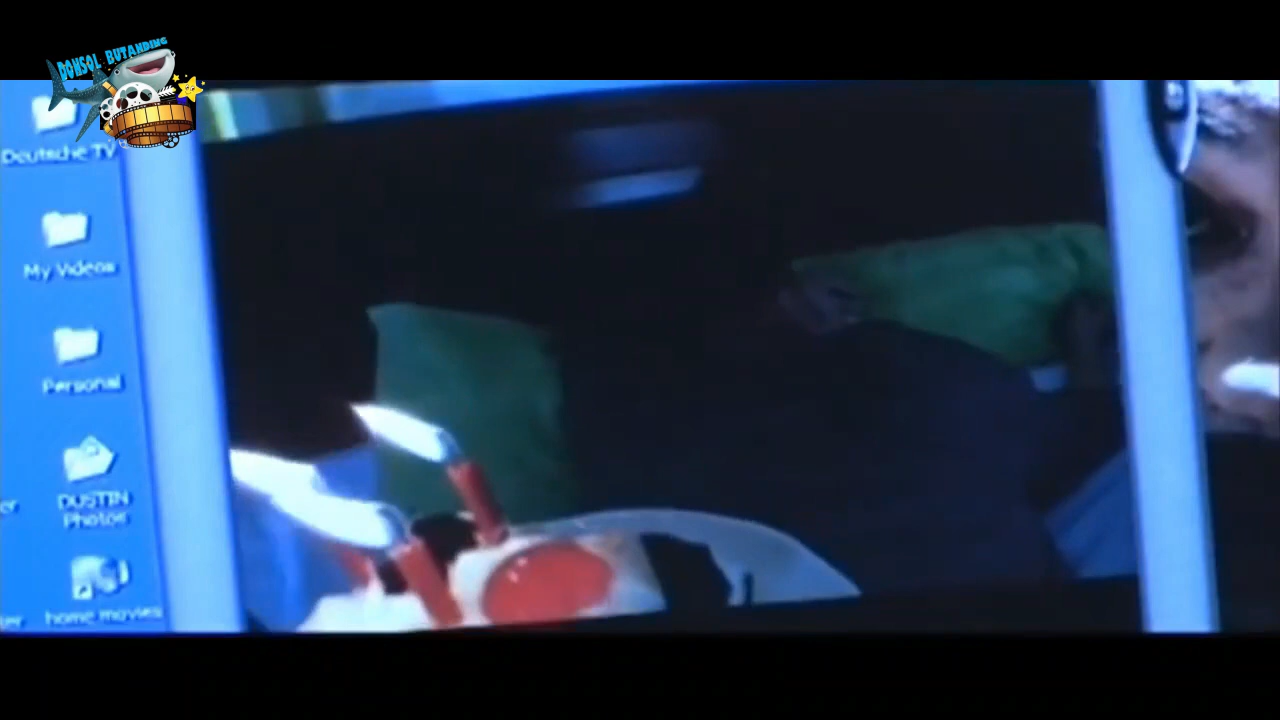 DONSOL BUTANDING
Deutsche TV
My Videos
Personal
DUSTIN
Photos
home movies